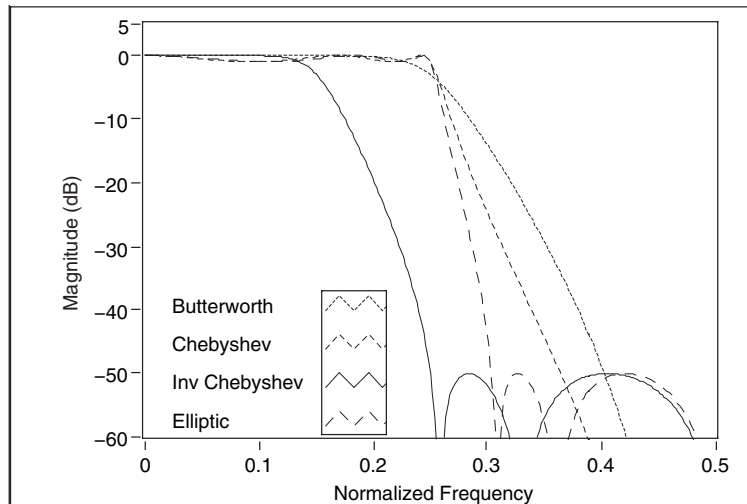 5
0
−10
−20
−30
−40
−50
−60
Magnitude (dB)
Butterworth
Chebyshev
Inv Chebyshev
Elliptic
0
0.1
0.2
0.3
0.4
0.5
Normalized Frequency